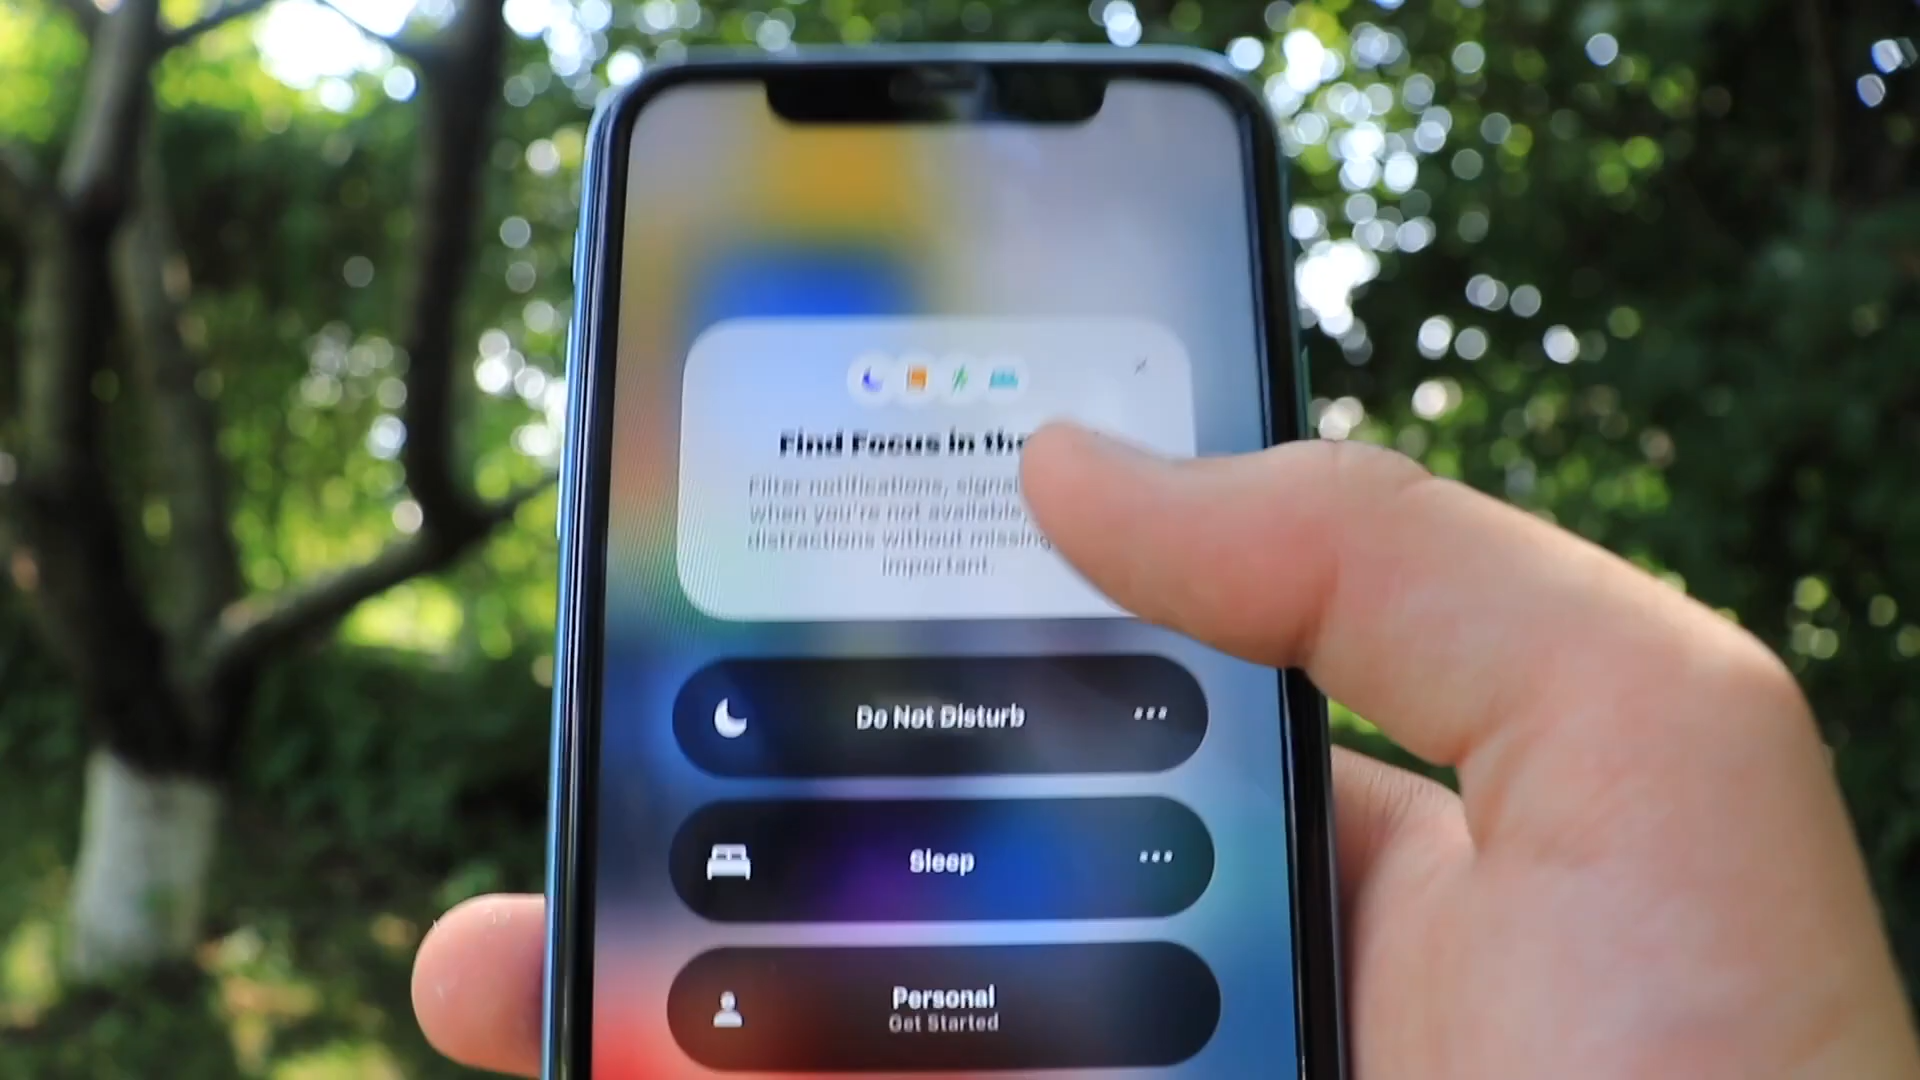 Find Focus in the
Filter notifications, signal
when you're not available,
distractions without missing
important.
Do Not Disturb
Sleep
Personal
Get Started